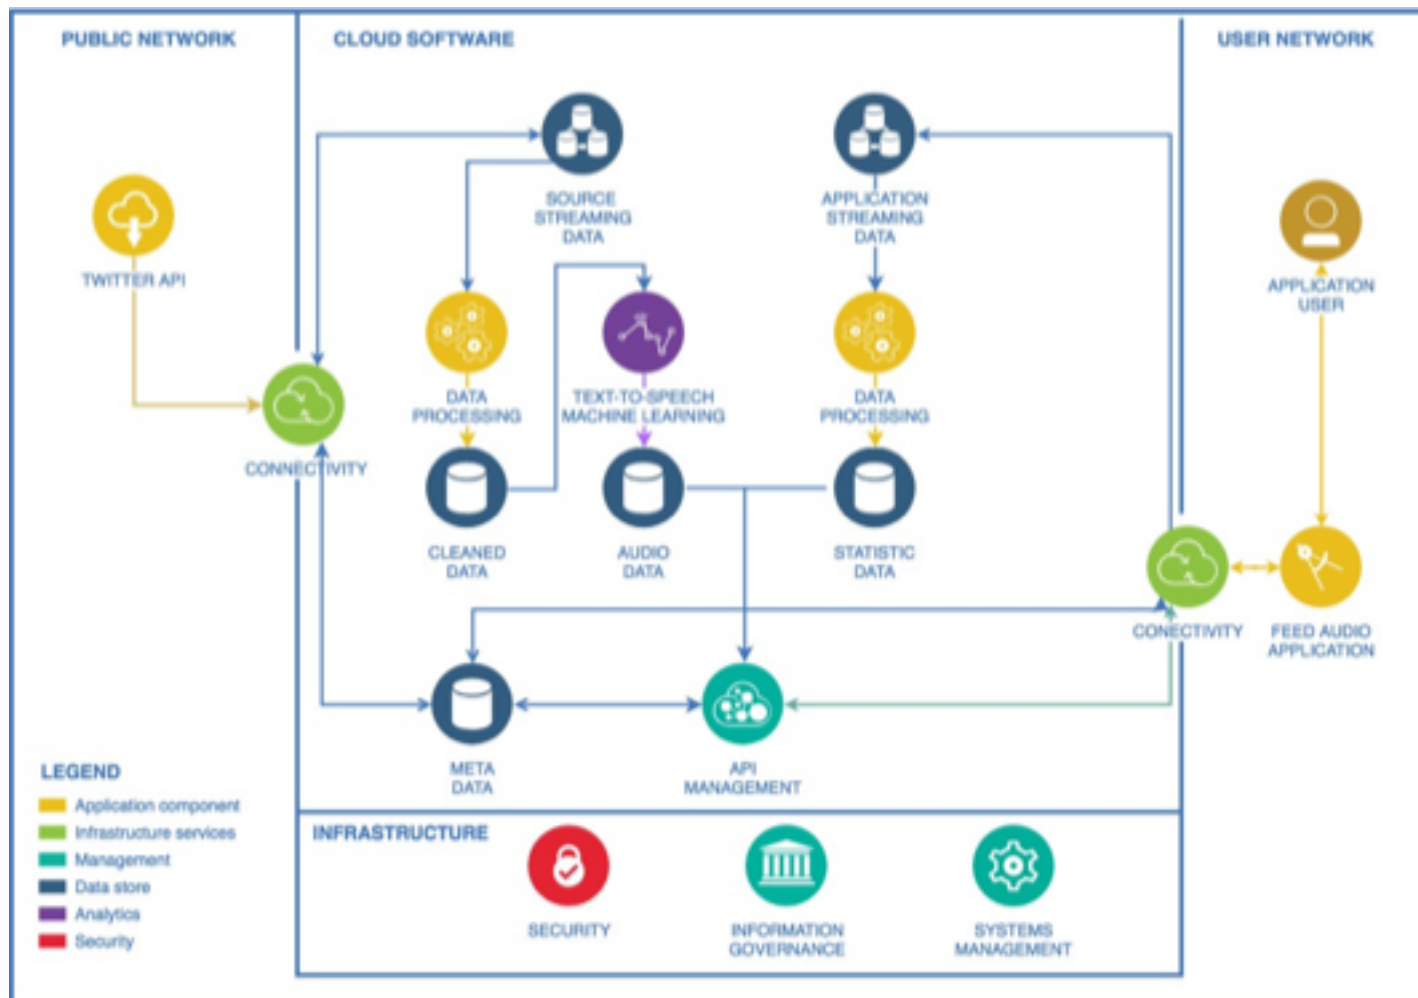 PUBLIC NETWORK
CLOUD SOFTWARE
USER NETWORK
SOURCE
STREAMING
DATA
APPLICATION
STREAMING
DATA
TWITTER API
APPLICATION
USER
DATA
PROCESSING
TEXT-TO-SPEECH
MACHINE LEARNING
DATA
PROCESSING
CONNECTIVITY
CLEANED
DATA
AUDIO
DATA
STATISTIC
DATA
CONECTIVITY
FEED AUDIO
APPLICATION
META
DATA
API
MANAGEMENT
LEGEND
Application component
Infrastructure services
Management
Data store
Analytics
Security
INFRASTRUCTURE
SECURITY
INFORMATION
GOVERNANCE
SYSTEMS
MANAGEMENT